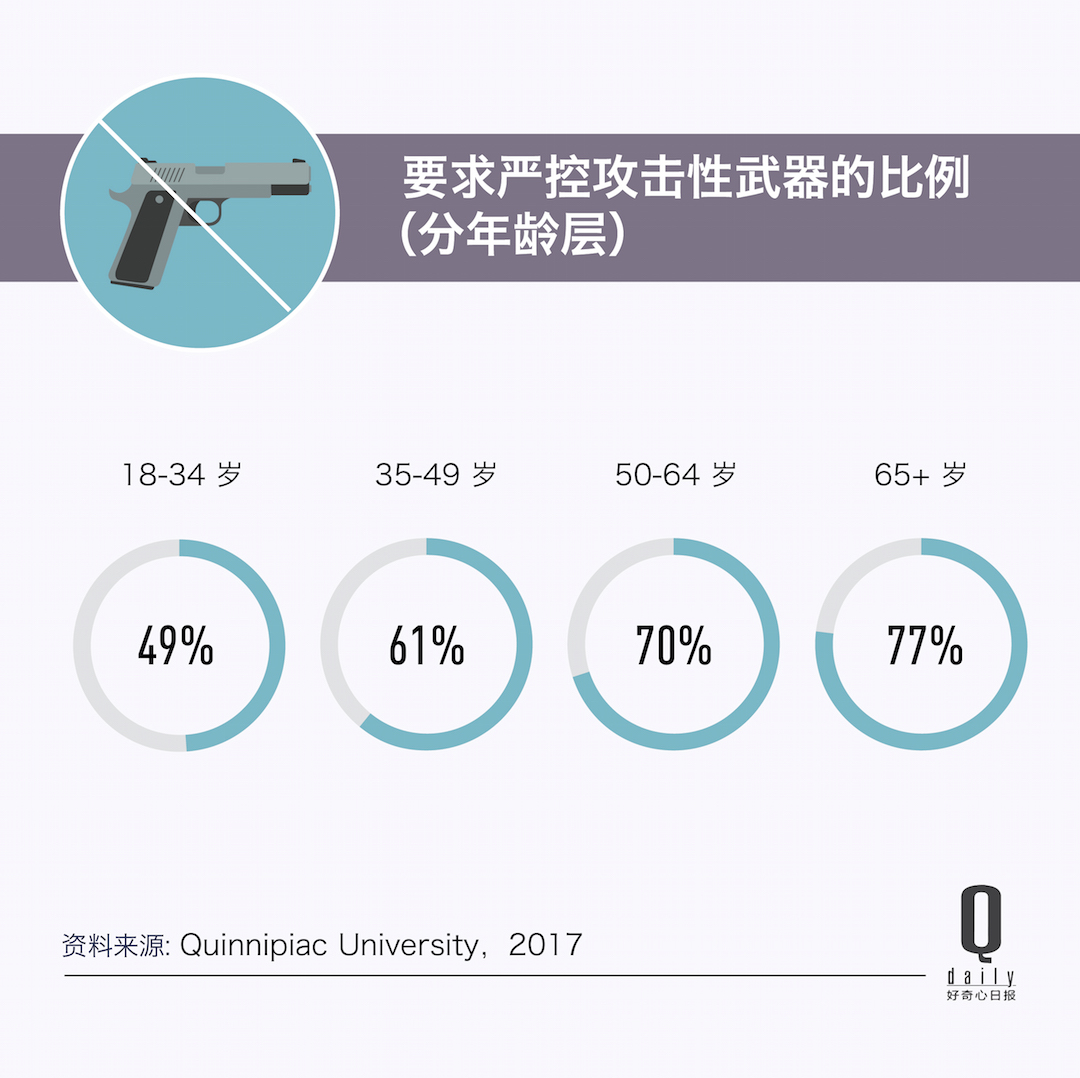 要求严控攻击性武器的比例
（分年龄层）
18-34 岁
35-49 岁
50-64 岁
65+ 岁
49%
61%
70%
77%
资料来源: Quinnipiac University，2017
Q
daily
好奇心日报